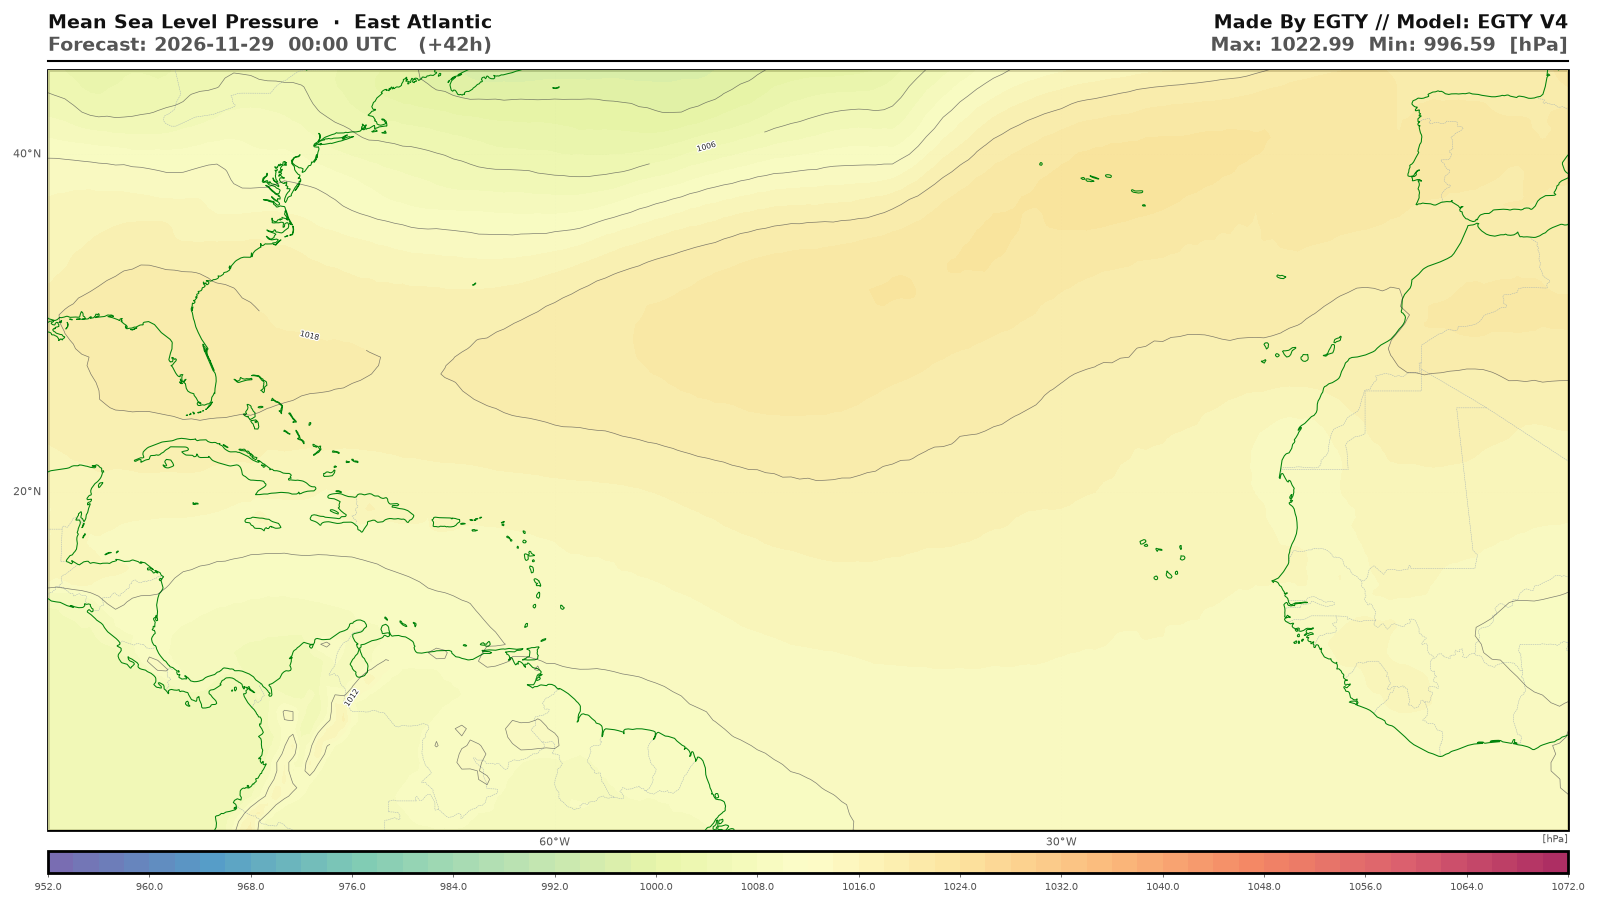 Mean Sea Level Pressure · East Atlantic
Made By EGTY // Model: EGTY V4
Forecast: 2026-11-29 00:00 UTC (+42h)
Max: 1022.99 Min: 996.59 [hPa]
40°N
1006
1018
20°N
1012
60°W
30°W
[hPa]
952.0 960.0 968.0 976.0 984.0 992.0 1000.0 1008.0 1016.0 1024.0 1032.0 1040.0 1048.0 1056.0 1064.0 1072.0